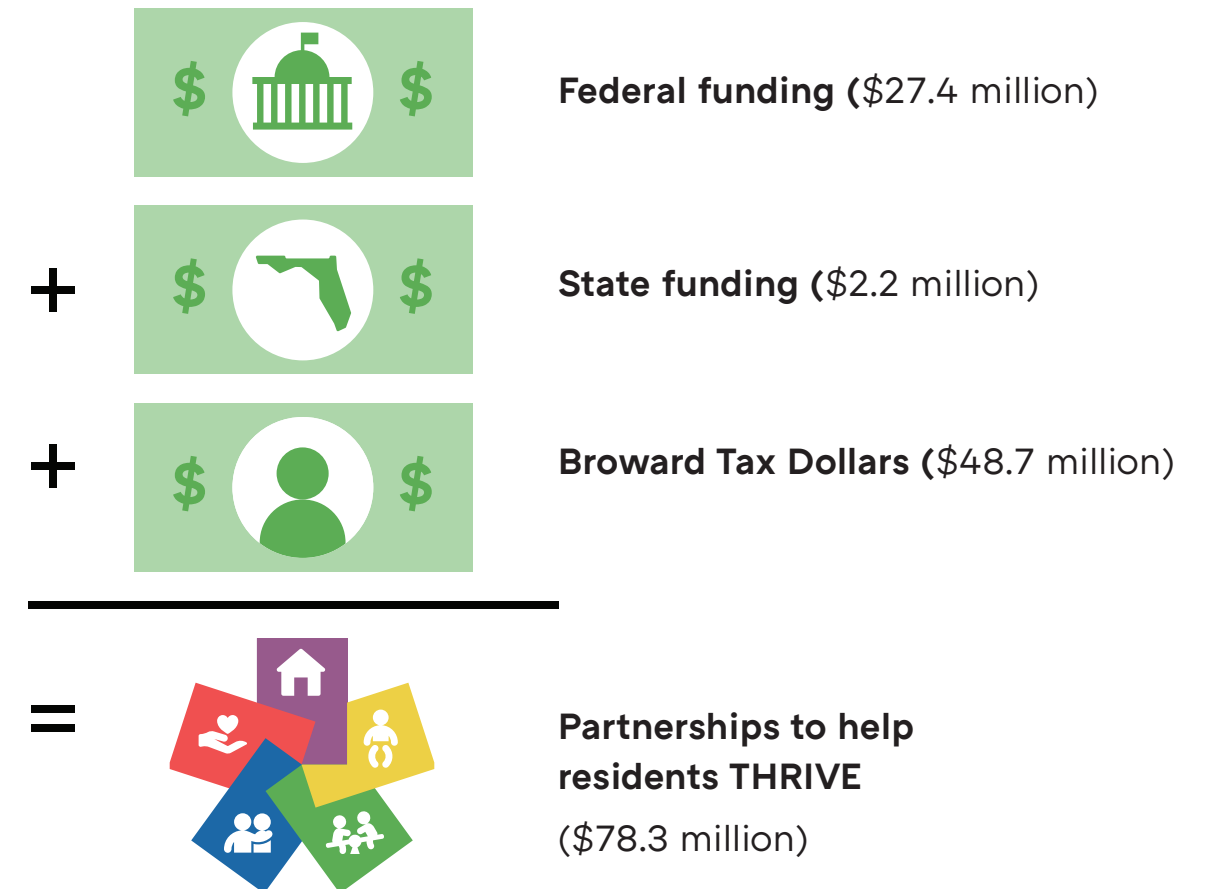 $ $
Federal funding ($27.4 million)
+
$ $
State funding ($2.2 million)
+
$ $
Broward Tax Dollars ($48.7 million)
=
Partnerships to help
residents THRIVE
($78.3 million)